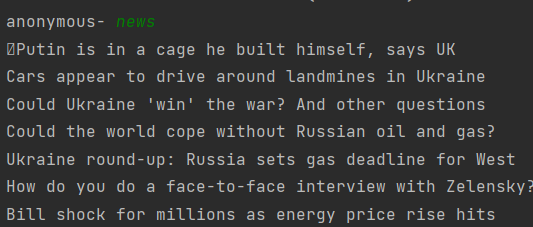 anonymous- news
Putin is in a cage he built himself, says UK
Cars appear to drive around landmines in Ukraine
Could Ukraine 'win' the war? And other questions
Could the world cope without Russian oil and gas?
Ukraine round-up: Russia sets gas deadline for West
How do you do a face-to-face interview with Zelensky?
Bill shock for millions as energy price rise hits